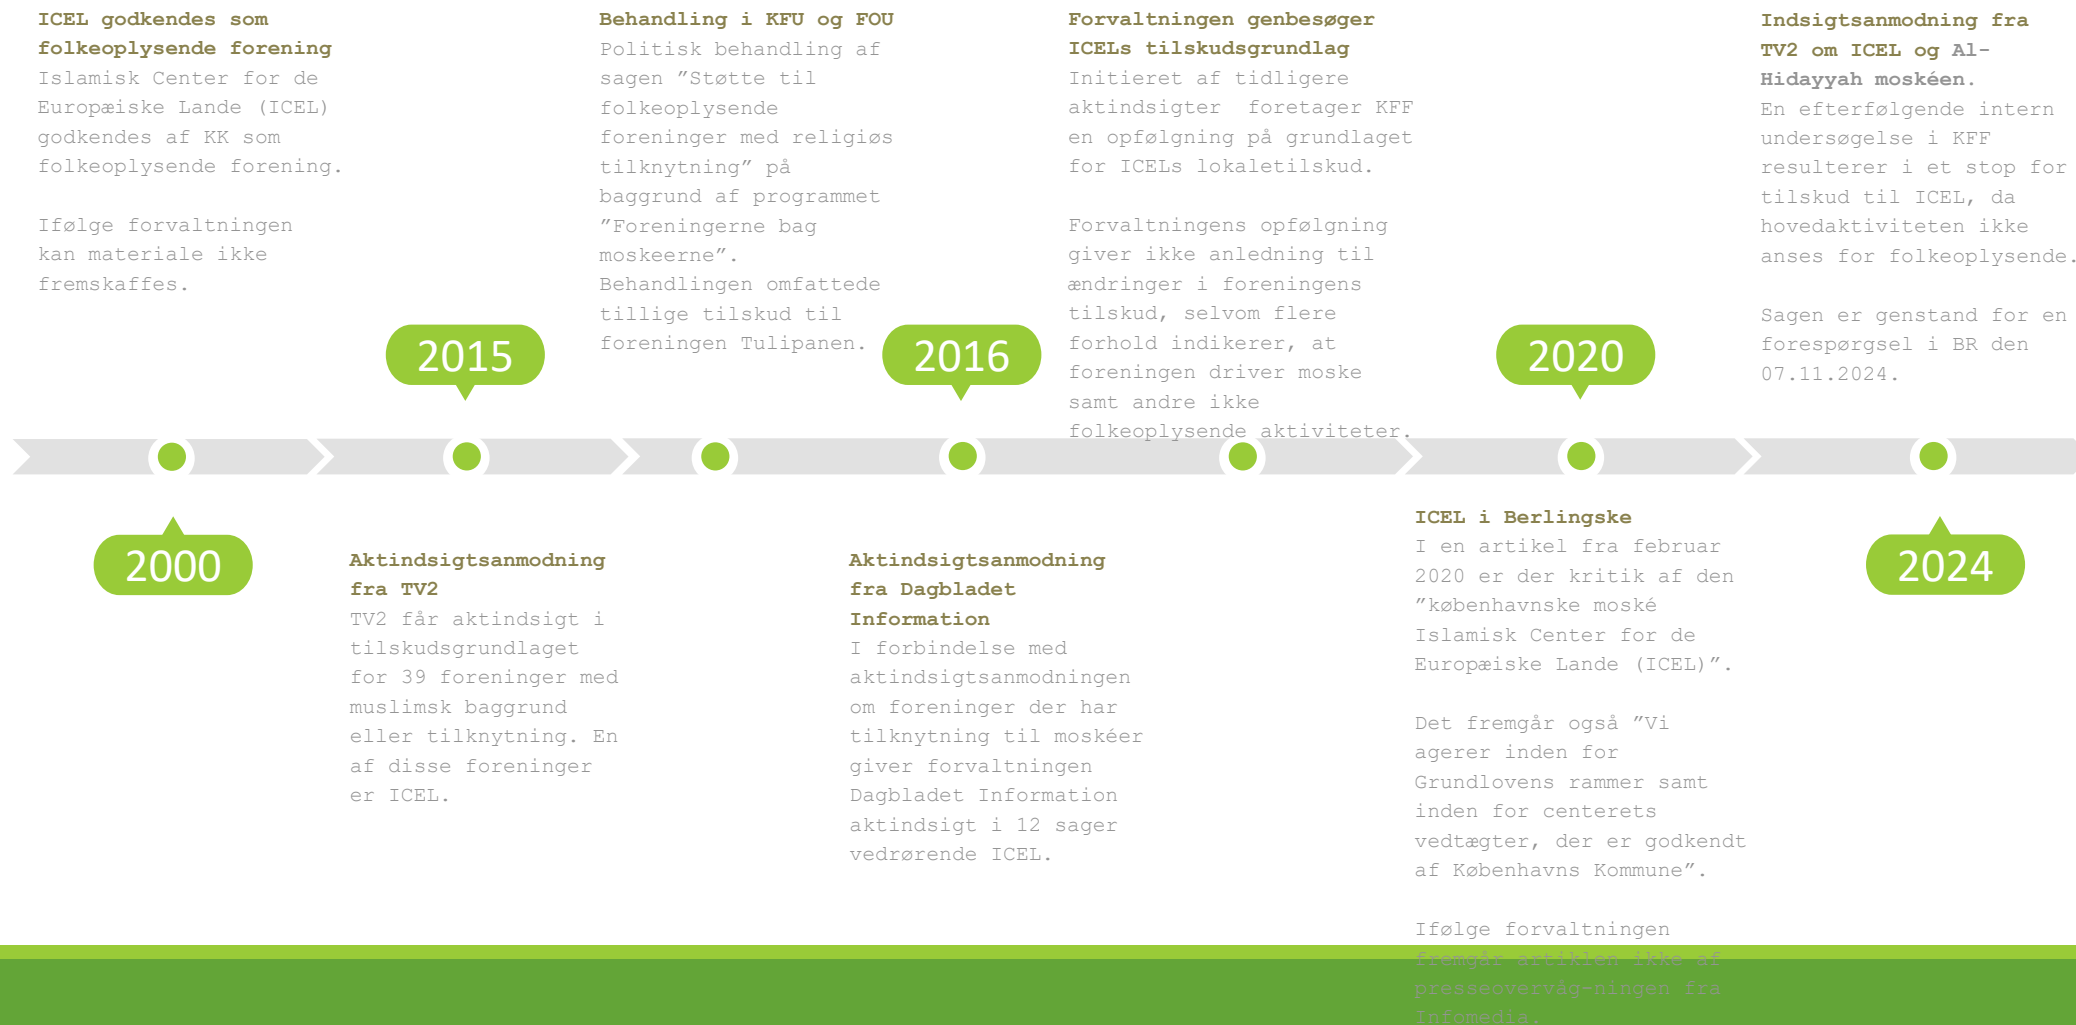 ICEL godkendes som
folkeoplysende forening
Islamisk Center for de
Europæiske Lande (ICEL)
godkendes af KK som
folkeoplysende forening.
Ifølge forvaltningen
kan materiale ikke
fremskaffes.
2000
2015
Aktindsigtsanmodning
fra TV2
TV2 får aktindsigt i
tilskudsgrundlaget
for 39 foreninger med
muslimsk baggrund
eller tilknytning. En
af disse foreninger
er ICEL.
Behandling i KFU og FOU
Politisk behandling af
sagen ”Støtte til
folkeoplysende
foreninger med religiøs
tilknytning” på
baggrund af programmet
”Foreningerne bag
moskeerne”.
Behandlingen omfattede
tillige tilskud til
foreningen Tulipanen.
2016
Aktindsigtsanmodning
fra Dagbladet
Information
I forbindelse med
aktindsigtsanmodningen
om foreninger der har
tilknytning til moskéer
giver forvaltningen
Dagbladet Information
aktindsigt i 12 sager
vedrørende ICEL.
Forvaltningen genbesøger
ICELs tilskudsgrundlag
Initieret af tidligere
aktindsigter  foretager KFF
en opfølgning på grundlaget
for ICELs lokaletilskud.
Forvaltningens opfølgning
giver ikke anledning til
ændringer i foreningens
tilskud, selvom flere
forhold indikerer, at
foreningen driver moske
samt andre ikke
folkeoplysende aktiviteter.
2020
ICEL i Berlingske
I en artikel fra februar
2020 er der kritik af den
”københavnske moské
Islamisk Center for de
Europæiske Lande (ICEL)”.
Det fremgår også ”Vi
agerer inden for
Grundlovens rammer samt
inden for centerets
vedtægter, der er godkendt
af Københavns Kommune”.
Ifølge forvaltningen
fremgår artiklen ikke af
presseovervåg-ningen fra
Infomedia.
Indsigtsanmodning fra
TV2 om ICEL og Al-
Hidayyah moskéen.
En efterfølgende intern
undersøgelse i KFF
resulterer i et stop for
tilskud til ICEL, da
hovedaktiviteten ikke
anses for folkeoplysende.
Sagen er genstand for en
forespørgsel i BR den
07.11.2024.
2024